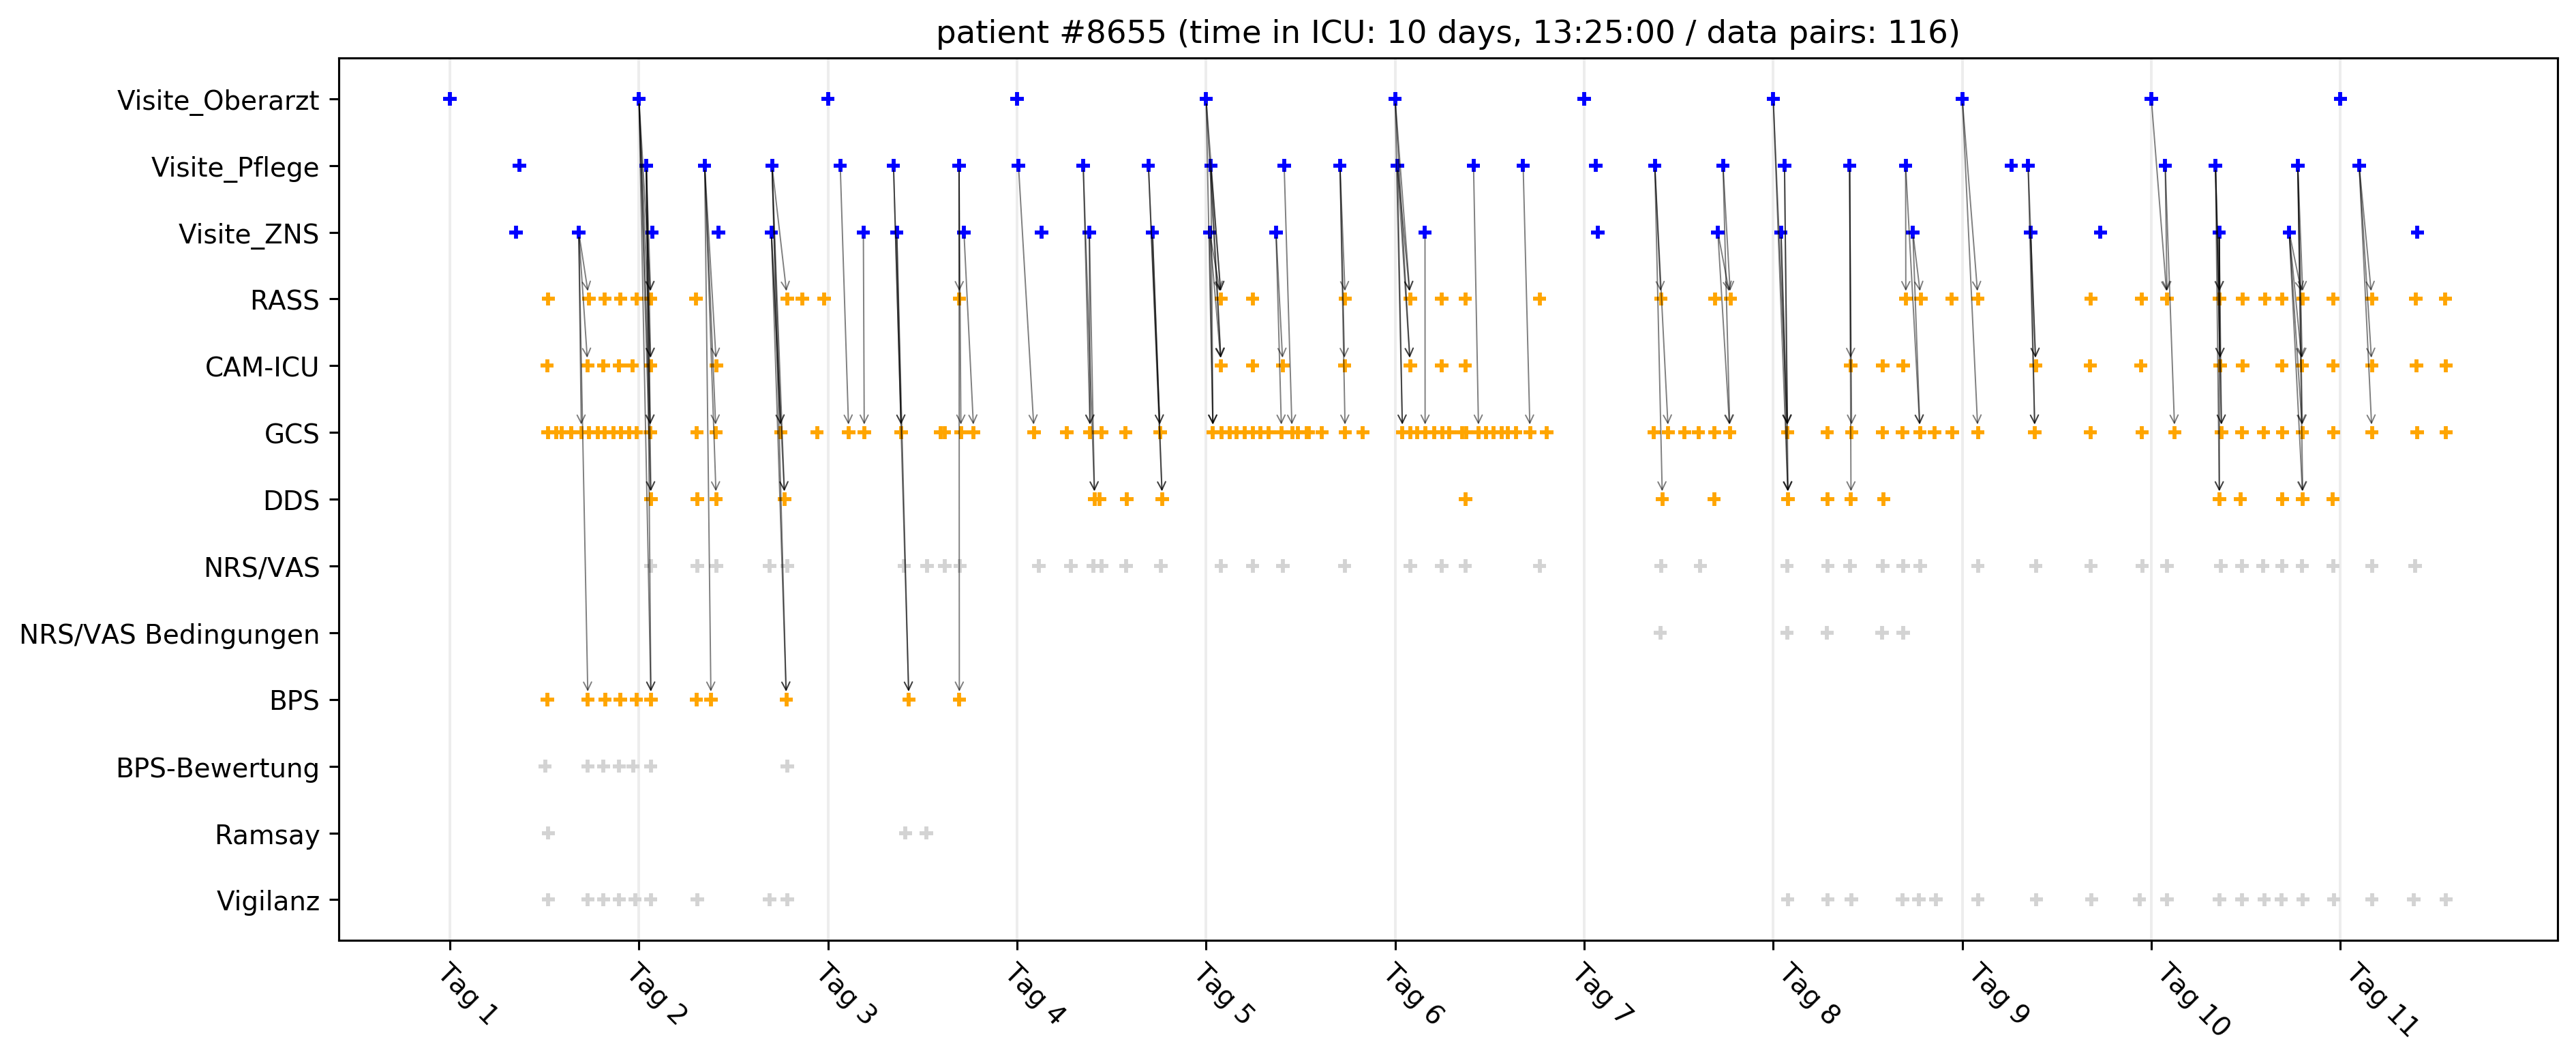 patient #8655 (time in ICU: 10 days, 13:25:00 / data pairs: 116)
Visite_Oberarzt
Visite_Pflege
Visite_ZNS
RASS
CAM-ICU
GCS
DDS
NRS/VAS
NRS/VAS Bedingungen
BPS
BPS-Bewertung
Ramsay
Vigilanz
Tag 1
Tag 2
Tag 3
Tag 4
Tag 5
Tag 6
Tag 7
Tag 8
Tag 9
Tag 10
Tag 11